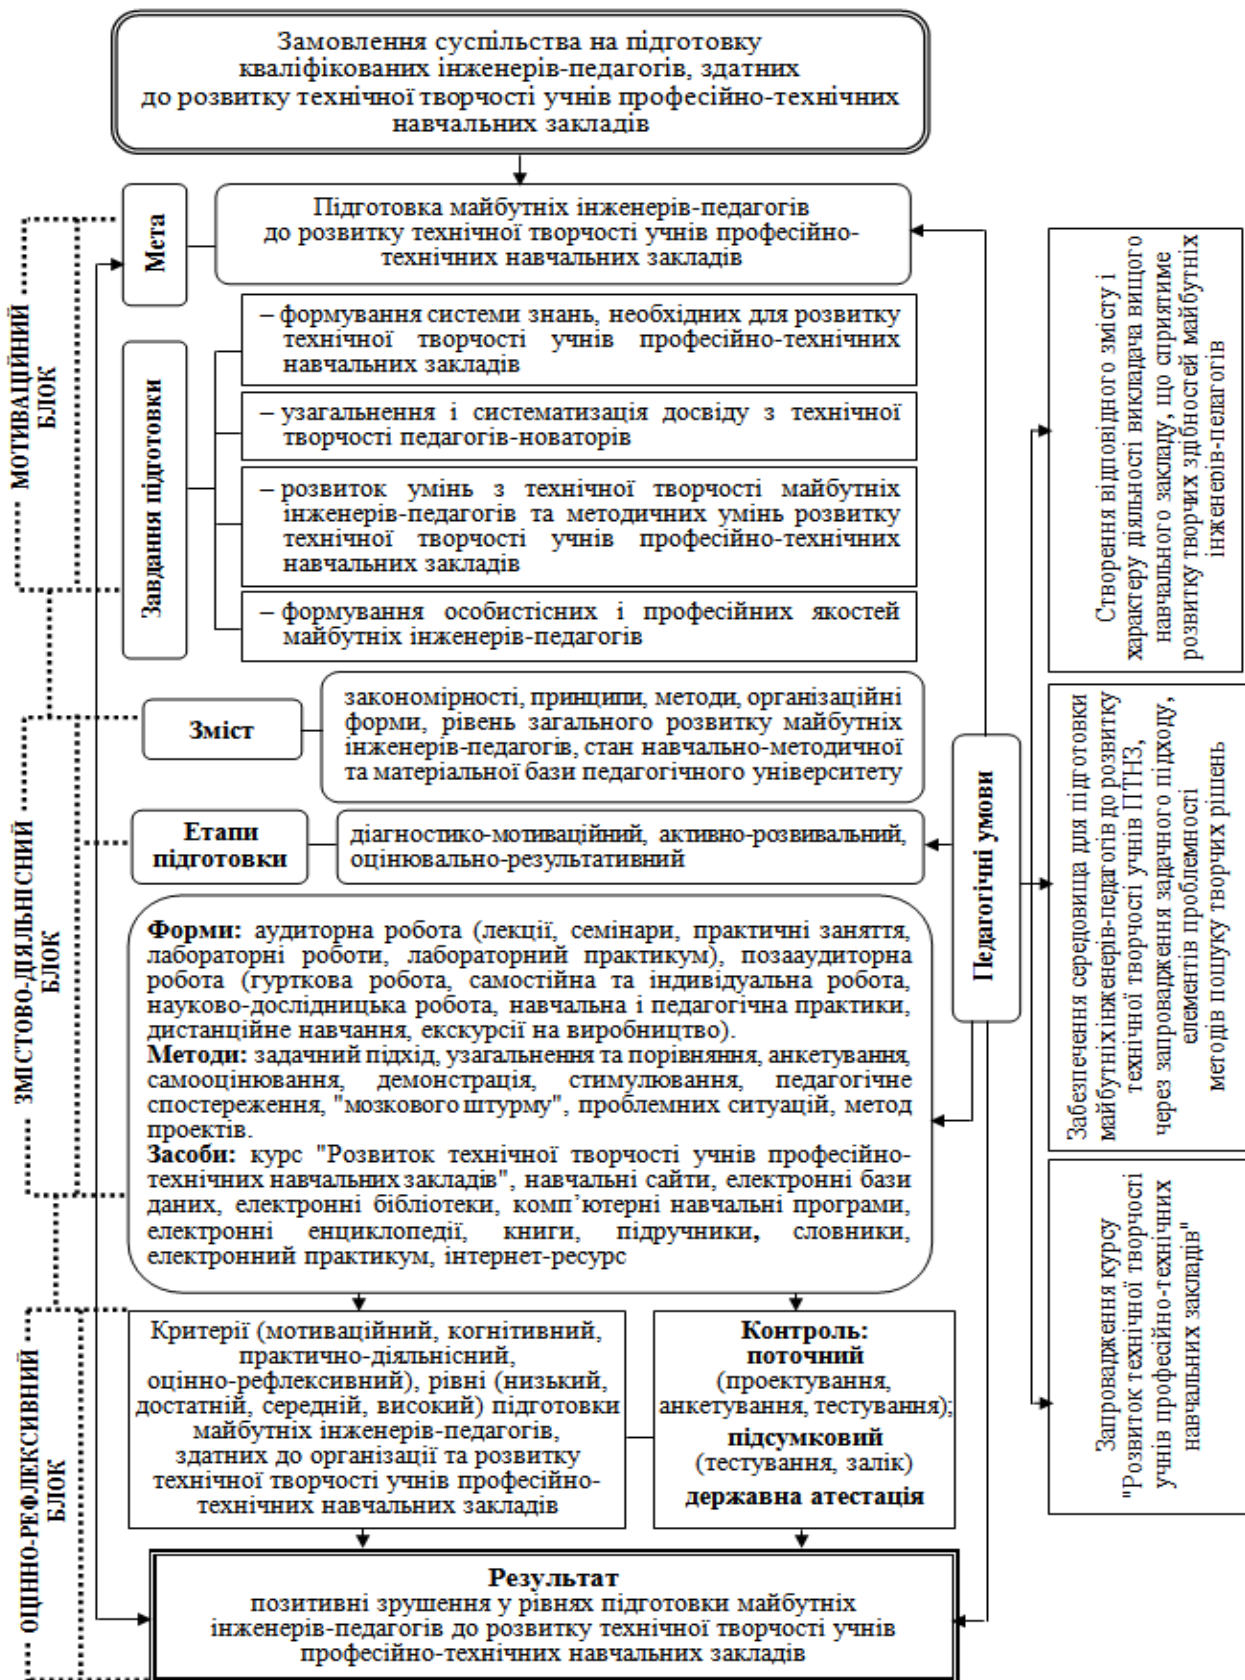 Замовлення суспільства на підготовку
кваліфікованих інженерів-педагогів, здатних
до розвитку технічної творчості учнів професійно-технічних
навчальних закладів
МОТИВАЦІЙНИЙ
БЛОК
Мета
Підготовка майбутніх інженерів-педагогів
до розвитку технічної творчості учнів професійно-
технічних навчальних закладів
Завдання підготовки
– формування системи знань, необхідних для розвитку
технічної творчості учнів професійно-технічних
навчальних закладів
– узагальнення і систематизація досвіду з технічної
творчості педагогів-новаторів
– розвиток умінь з технічної творчості майбутніх
інженерів-педагогів та методичних умінь розвитку
технічної творчості учнів професійно-технічних
навчальних закладів
– формування особистісних і професійних якостей
майбутніх інженерів-педагогів
ЗМІСТОВО-ДІЯЛЬНІСНИЙ
БЛОК
Зміст
закономірності, принципи, методи, організаційні
форми, рівень загального розвитку майбутніх
інженерів-педагогів, стан навчально-методичної
та матеріальної бази педагогічного університету
Етапи
підготовки
діагностико-мотиваційний, активно-розвивальний,
оцінювально-результативний
Форми: аудиторна робота (лекції, семінари, практичні заняття,
лабораторні роботи, лабораторний практикум), позааудиторна
робота (гурткова робота, самостійна та індивідуальна робота,
науково-дослідницька робота, навчальна і педагогічна практики,
дистанційне навчання, екскурсії на виробництво).
Методи: задачний підхід, узагальнення та порівняння, анкетування,
самооцінювання, демонстрація, стимулювання, педагогічне
спостереження, "мозкового штурму", проблемних ситуацій, метод
проектів.
Засоби: курс "Розвиток технічної творчості учнів професійно-
технічних навчальних закладів", навчальні сайти, електронні бази
даних, електронні бібліотеки, комп’ютерні навчальні програми,
електронні енциклопедії, книги, підручники, словники,
електронний практикум, інтернет-ресурс
ОЦІННО-РЕФЛЕКСИВНИЙ
БЛОК
Критерії (мотиваційний, когнітивний,
практично-діяльнісний,
оцінно-рефлексивний), рівні (низький,
достатній, середній, високий) підготовки
майбутніх інженерів-педагогів,
здатних до організації та розвитку
технічної творчості учнів професійно-
технічних навчальних закладів
Контроль:
поточний
(проектування,
анкетування, тестування);
підсумковий
(тестування, залік)
державна атестація
Результат
позитивні зрушення у рівнях підготовки майбутніх
інженерів-педагогів до розвитку технічної творчості учнів
професійно-технічних навчальних закладів
Педагогічні умови
Створення відповідного змісту і
характеру діяльності викладача вищого
навчального закладу, що сприятиме
розвитку творчих здібностей майбутніх
інженерів-пелагогів
Забезпечення середовища для підготовки
майбутніх інженерів-педагогів до розвитку
технічної творчості учнів ПТНЗ,
через запровадження задачного підходу,
елементів проблемності
методів пошуку творчих рішень
Запровадження курсу
"Розвиток технічної творчості
учнів професійно-технічних
навчальних закладів"